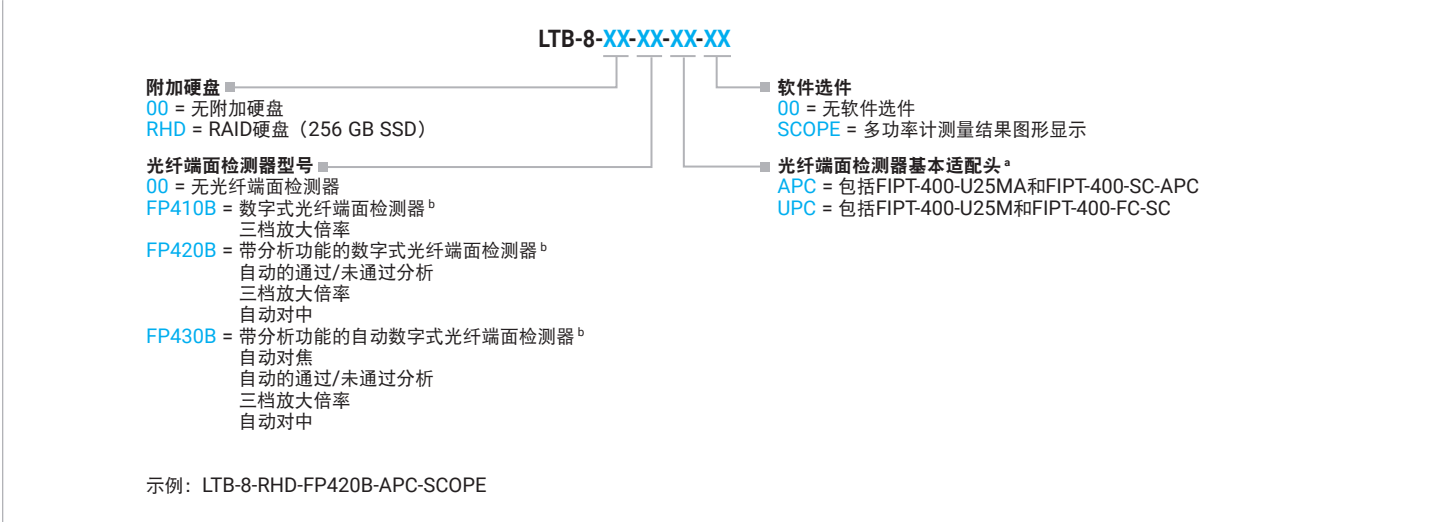 LTB-8-XX-XX-XX-XX
附加硬盘
00 = 无附加硬盘
RHD = RAID硬盘（256 GB SSD）
光纤端面检测器型号
00 = 无光纤端面检测器
FP410B = 数字式光纤端面检测器 b
三档放大倍率
FP420B = 带分析功能的数字式光纤端面检测器 b
自动的通过/未通过分析
三档放大倍率
自动对中
FP430B = 带分析功能的自动数字式光纤端面检测器 b
自动对焦
自动的通过/未通过分析
三档放大倍率
自动对中
软件选件
00 = 无软件选件
SCOPE = 多功率计测量结果图形显示
光纤端面检测器基本适配头 a
APC = 包括FIPT-400-U25MA和FIPT-400-SC-APC
UPC = 包括FIPT-400-U25M和FIPT-400-FC-SC
示例：LTB-8-RHD-FP420B-APC-SCOPE